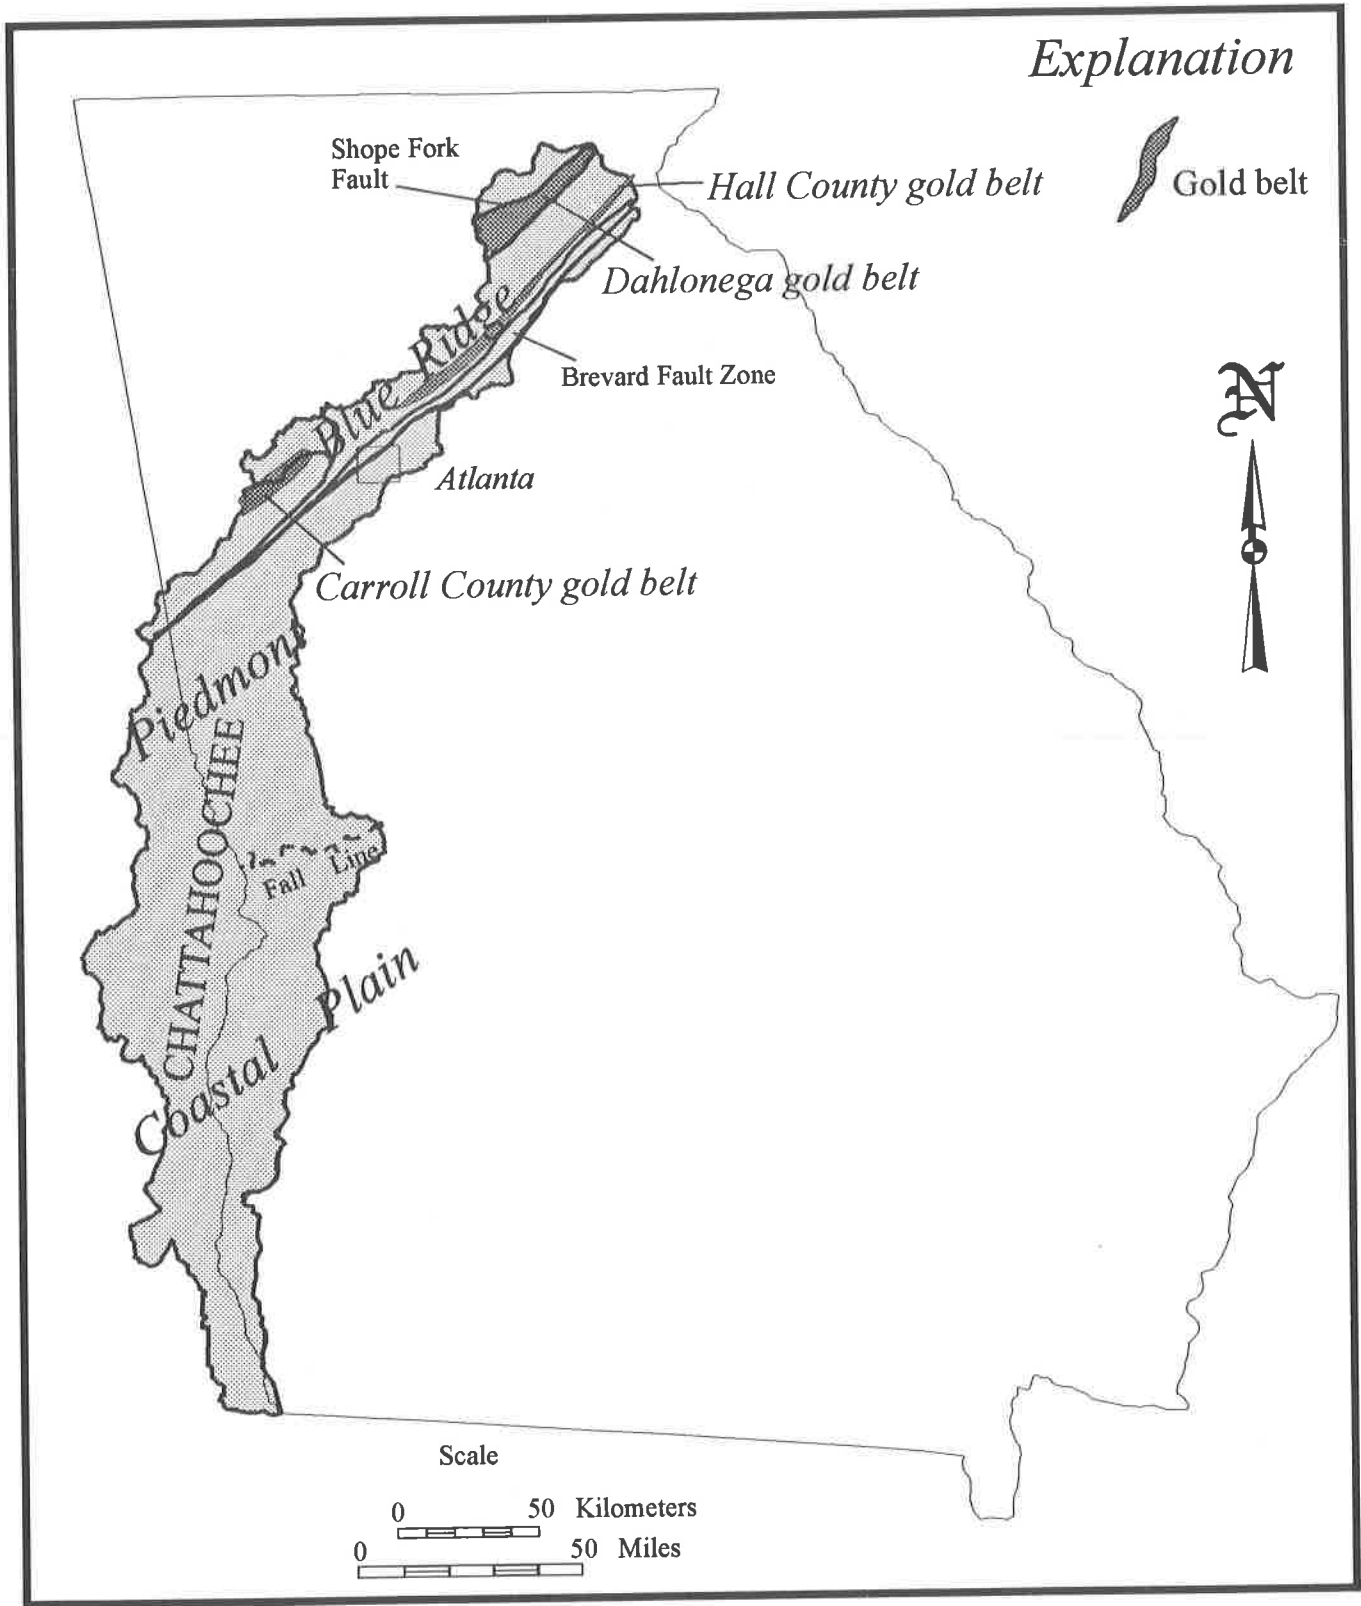 Explanation
Gold belt
Shope Fork
Fault
Hall County gold belt
Dahlonega gold belt
Blue Ridge
Brevard Fault Zone
N
Atlanta
Carroll County gold belt
Piedmont
CHATTAHOOCHEE
Fall Line
Coastal Plain
Scale
0 50 Kilometers
0 50 Miles